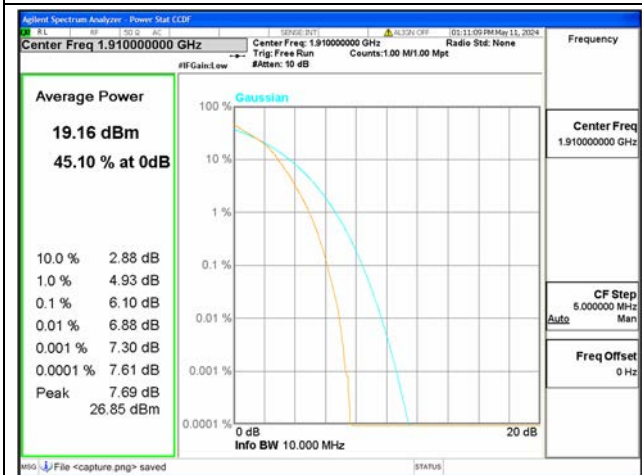 Agilent Spectrum Analyzer - Power Stat CCDF
RL RF 50 Ω AC SENSE:INT ALIGN OFF 01:11:09 PM May 11, 2024
Center Freq 1.910000000 GHz
Center Freq: 1.910000000 GHz Radio Std: None
Trig: Free Run Counts:1.00 M/1.00 Mpt
#IFGain:Low #Atten: 10 dB
Frequency
Average Power
19.16 dBm
45.10 % at 0dB
10.0 % 2.88 dB
1.0 % 4.93 dB
0.1 % 6.10 dB
0.01 % 6.88 dB
0.001 % 7.30 dB
0.0001 % 7.61 dB
Peak 7.69 dB
26.85 dBm
Gaussian
100 %
10 %
1 %
0.1 %
0.01 %
0.001 %
0.0001 %
0 dB 20 dB
Info BW 10.000 MHz
Center Freq
1.910000000 GHz
CF Step
5.000000 MHz
Auto Man
Freq Offset
0 Hz
MSG File <capture.png> saved STATUS